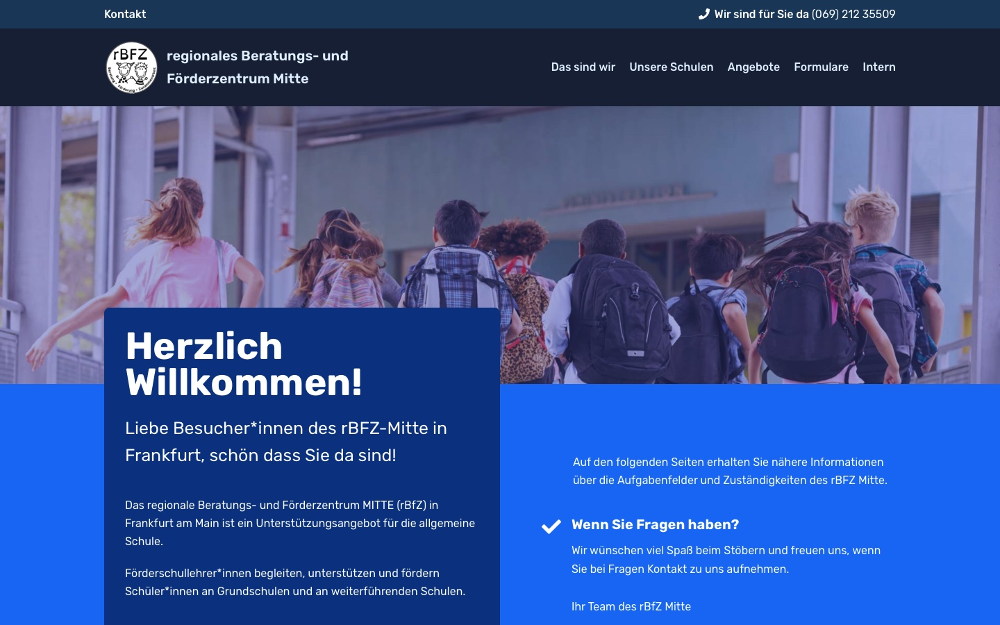 Kontakt
Wir sind für Sie da (069) 212 35509
rBFZ
regionales Beratungs- und
Förderzentrum Mitte
Das sind wir
Unsere Schulen
Angebote
Formulare
Intern
Herzlich
Willkommen!
Liebe Besucher*innen des rBFZ-Mitte in
Frankfurt, schön dass Sie da sind!
Das regionale Beratungs- und Förderzentrum MITTE (rBfZ) in
Frankfurt am Main ist ein Unterstützungsangebot für die allgemeine
Schule.
Förderschullehrer*innen begleiten, unterstützen und fördern
Schüler*innen an Grundschulen und an weiterführenden Schulen.
Auf den folgenden Seiten erhalten Sie nähere Informationen
über die Aufgabenfelder und Zuständigkeiten des rBFZ Mitte.
Wenn Sie Fragen haben?
Wir wünschen viel Spaß beim Stöbern und freuen uns, wenn
Sie bei Fragen Kontakt zu uns aufnehmen.
Ihr Team des rBfZ Mitte